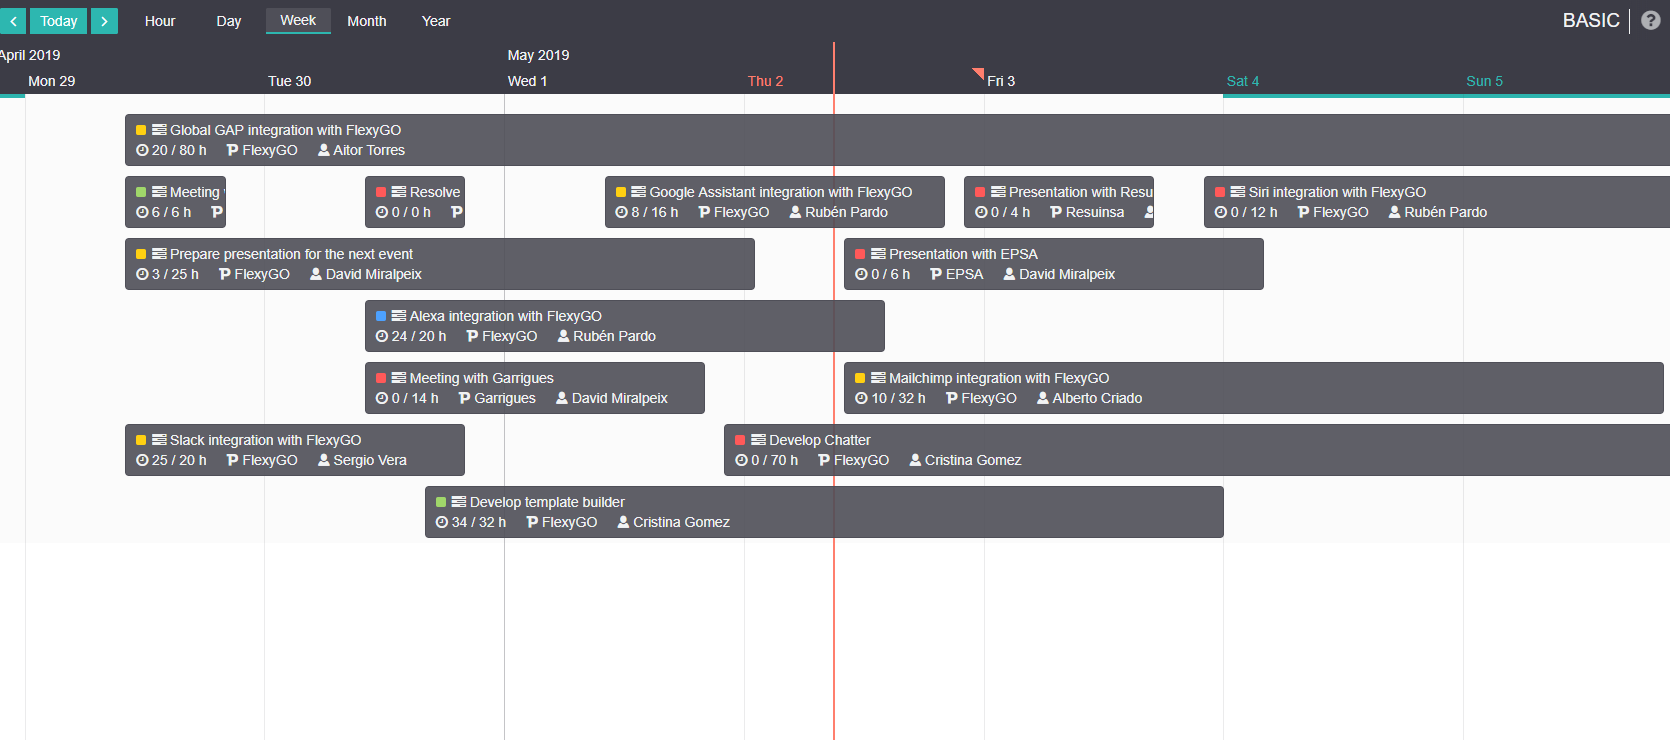 Today Hour Day Week Month Year BASIC ?
April 2019 May 2019
Mon 29 Tue 30 Wed 1 Thu 2 Fri 3 Sat 4 Sun 5
Global GAP integration with FlexyGO
20 / 80 h FlexyGO Aitor Torres
Meeting
6 / 6 h
Resolve
0 / 0 h
Google Assistant integration with FlexyGO
8 / 16 h FlexyGO Rubén Pardo
Presentation with Resu
0 / 4 h Resuinsa
Siri integration with FlexyGO
0 / 12 h FlexyGO Rubén Pardo
Prepare presentation for the next event
3 / 25 h FlexyGO David Miralpeix
Presentation with EPSA
0 / 6 h EPSA David Miralpeix
Alexa integration with FlexyGO
24 / 20 h FlexyGO Rubén Pardo
Meeting with Garrigues
0 / 14 h Garrigues David Miralpeix
Mailchimp integration with FlexyGO
10 / 32 h FlexyGO Alberto Criado
Slack integration with FlexyGO
25 / 20 h FlexyGO Sergio Vera
Develop Chatter
0 / 70 h FlexyGO Cristina Gomez
Develop template builder
34 / 32 h FlexyGO Cristina Gomez